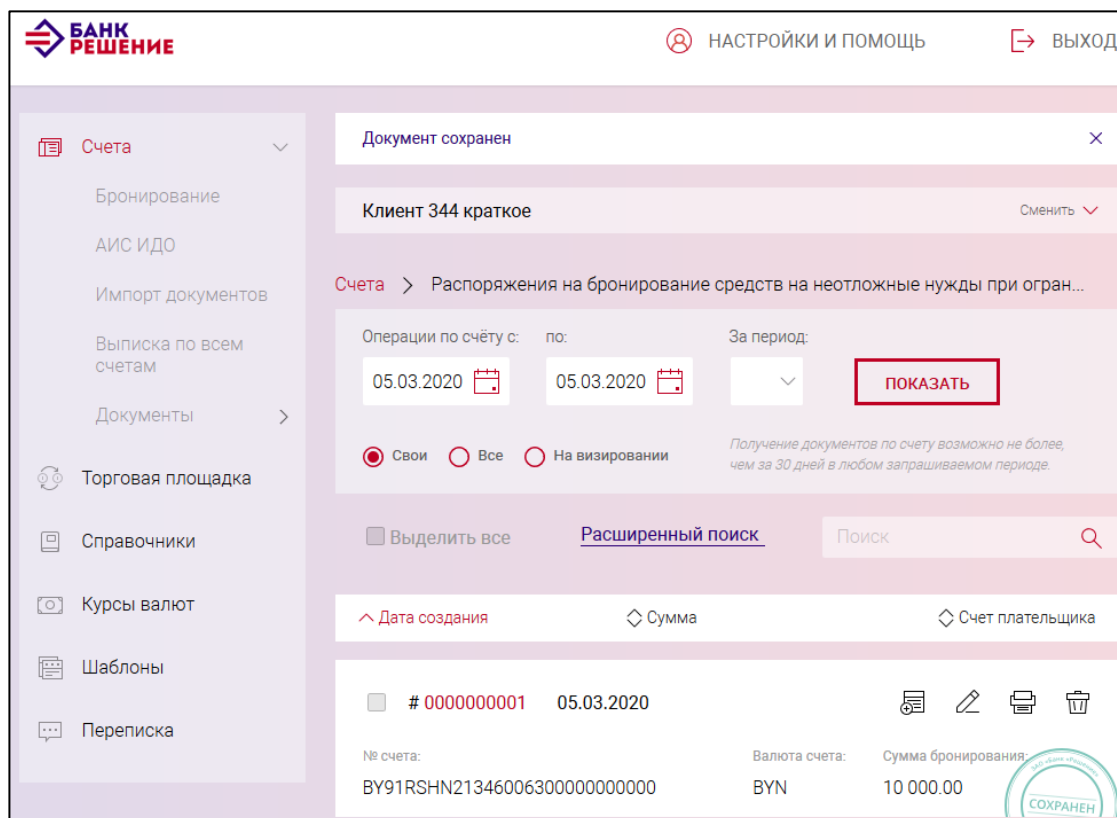 БАНК
РЕШЕНИЕ
НАСТРОЙКИ И ПОМОЩЬ
ВЫХОД
Счета
Бронирование
АИС ИДО
Импорт документов
Выписка по всем
счетам
Документы
Торговая площадка
Справочники
Курсы валют
Шаблоны
Переписка
Документ сохранен
Клиент 344 краткое
Сменить
Счета > Распоряжения на бронирование средств на неотложные нужды при огран...
Операции по счёту с: по: За период:
05.03.2020 05.03.2020 ПОКАЗАТЬ
Свои Все На визировании
Получение документов по счету возможно не более,
чем за 30 дней в любом запрашиваемом периоде.
Выделить все Расширенный поиск Поиск
Дата создания Сумма Счет плательщика
# 0000000001 05.03.2020
№ счета: Валюта счета: Сумма бронирования:
BY91RSHN21346006300000000000 BYN 10 000.00
ЗАО «Банк «Решение»
СОХРАНЕН